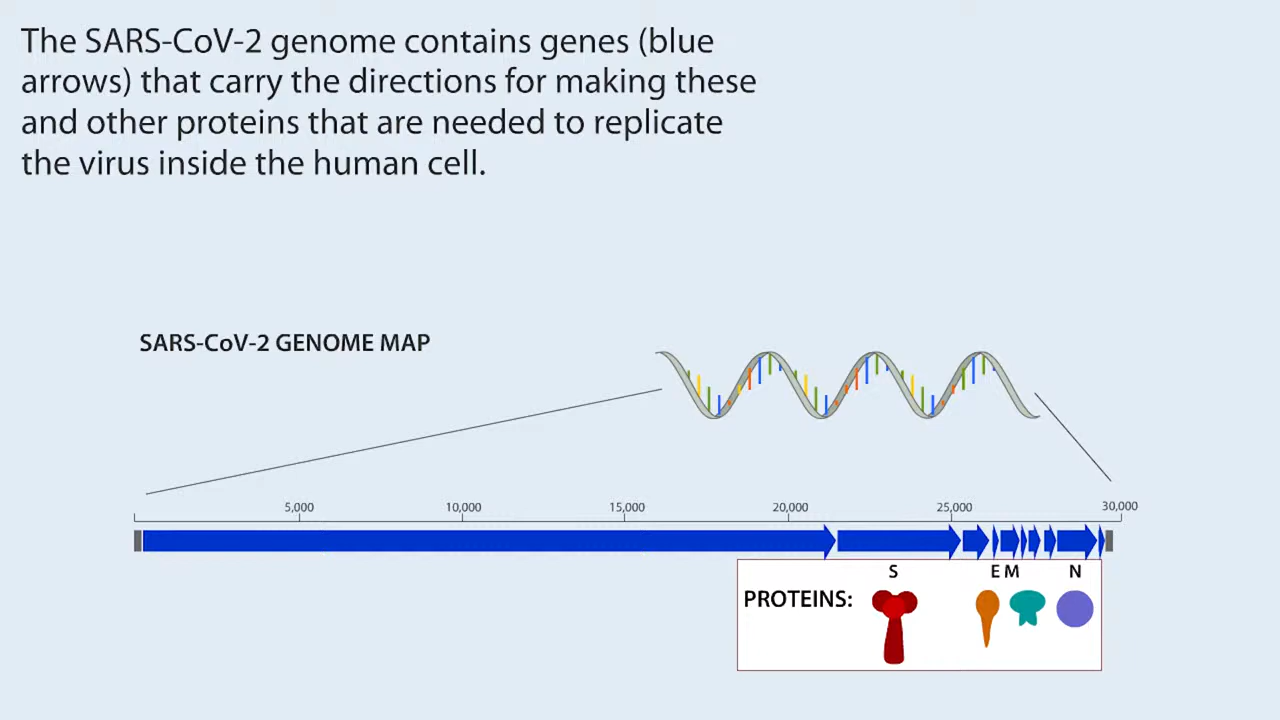 The SARS-CoV-2 genome contains genes (blue
arrows) that carry the directions for making these
and other proteins that are needed to replicate
the virus inside the human cell.
SARS-CoV-2 GENOME MAP
5,000 10,000 15,000 20,000 25,000 30,000
S E M N
PROTEINS: